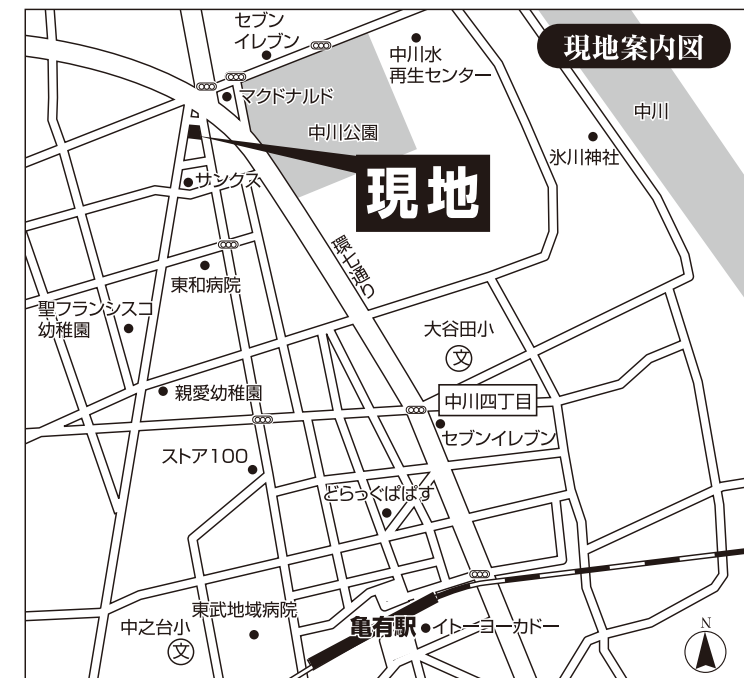 セブン
イレブン
中川水
再生センター
現地案内図
マクドナルド
中川公園
中川
氷川神社
サンクス
現地
環七通り
東和病院
聖フランシスコ
幼稚園
大谷田小
文
親愛幼稚園
中川四丁目
セブンイレブン
ストア100
どらっぐぱぱす
東武地域病院
中之台小
文
亀有駅
イトーヨーカドー
N